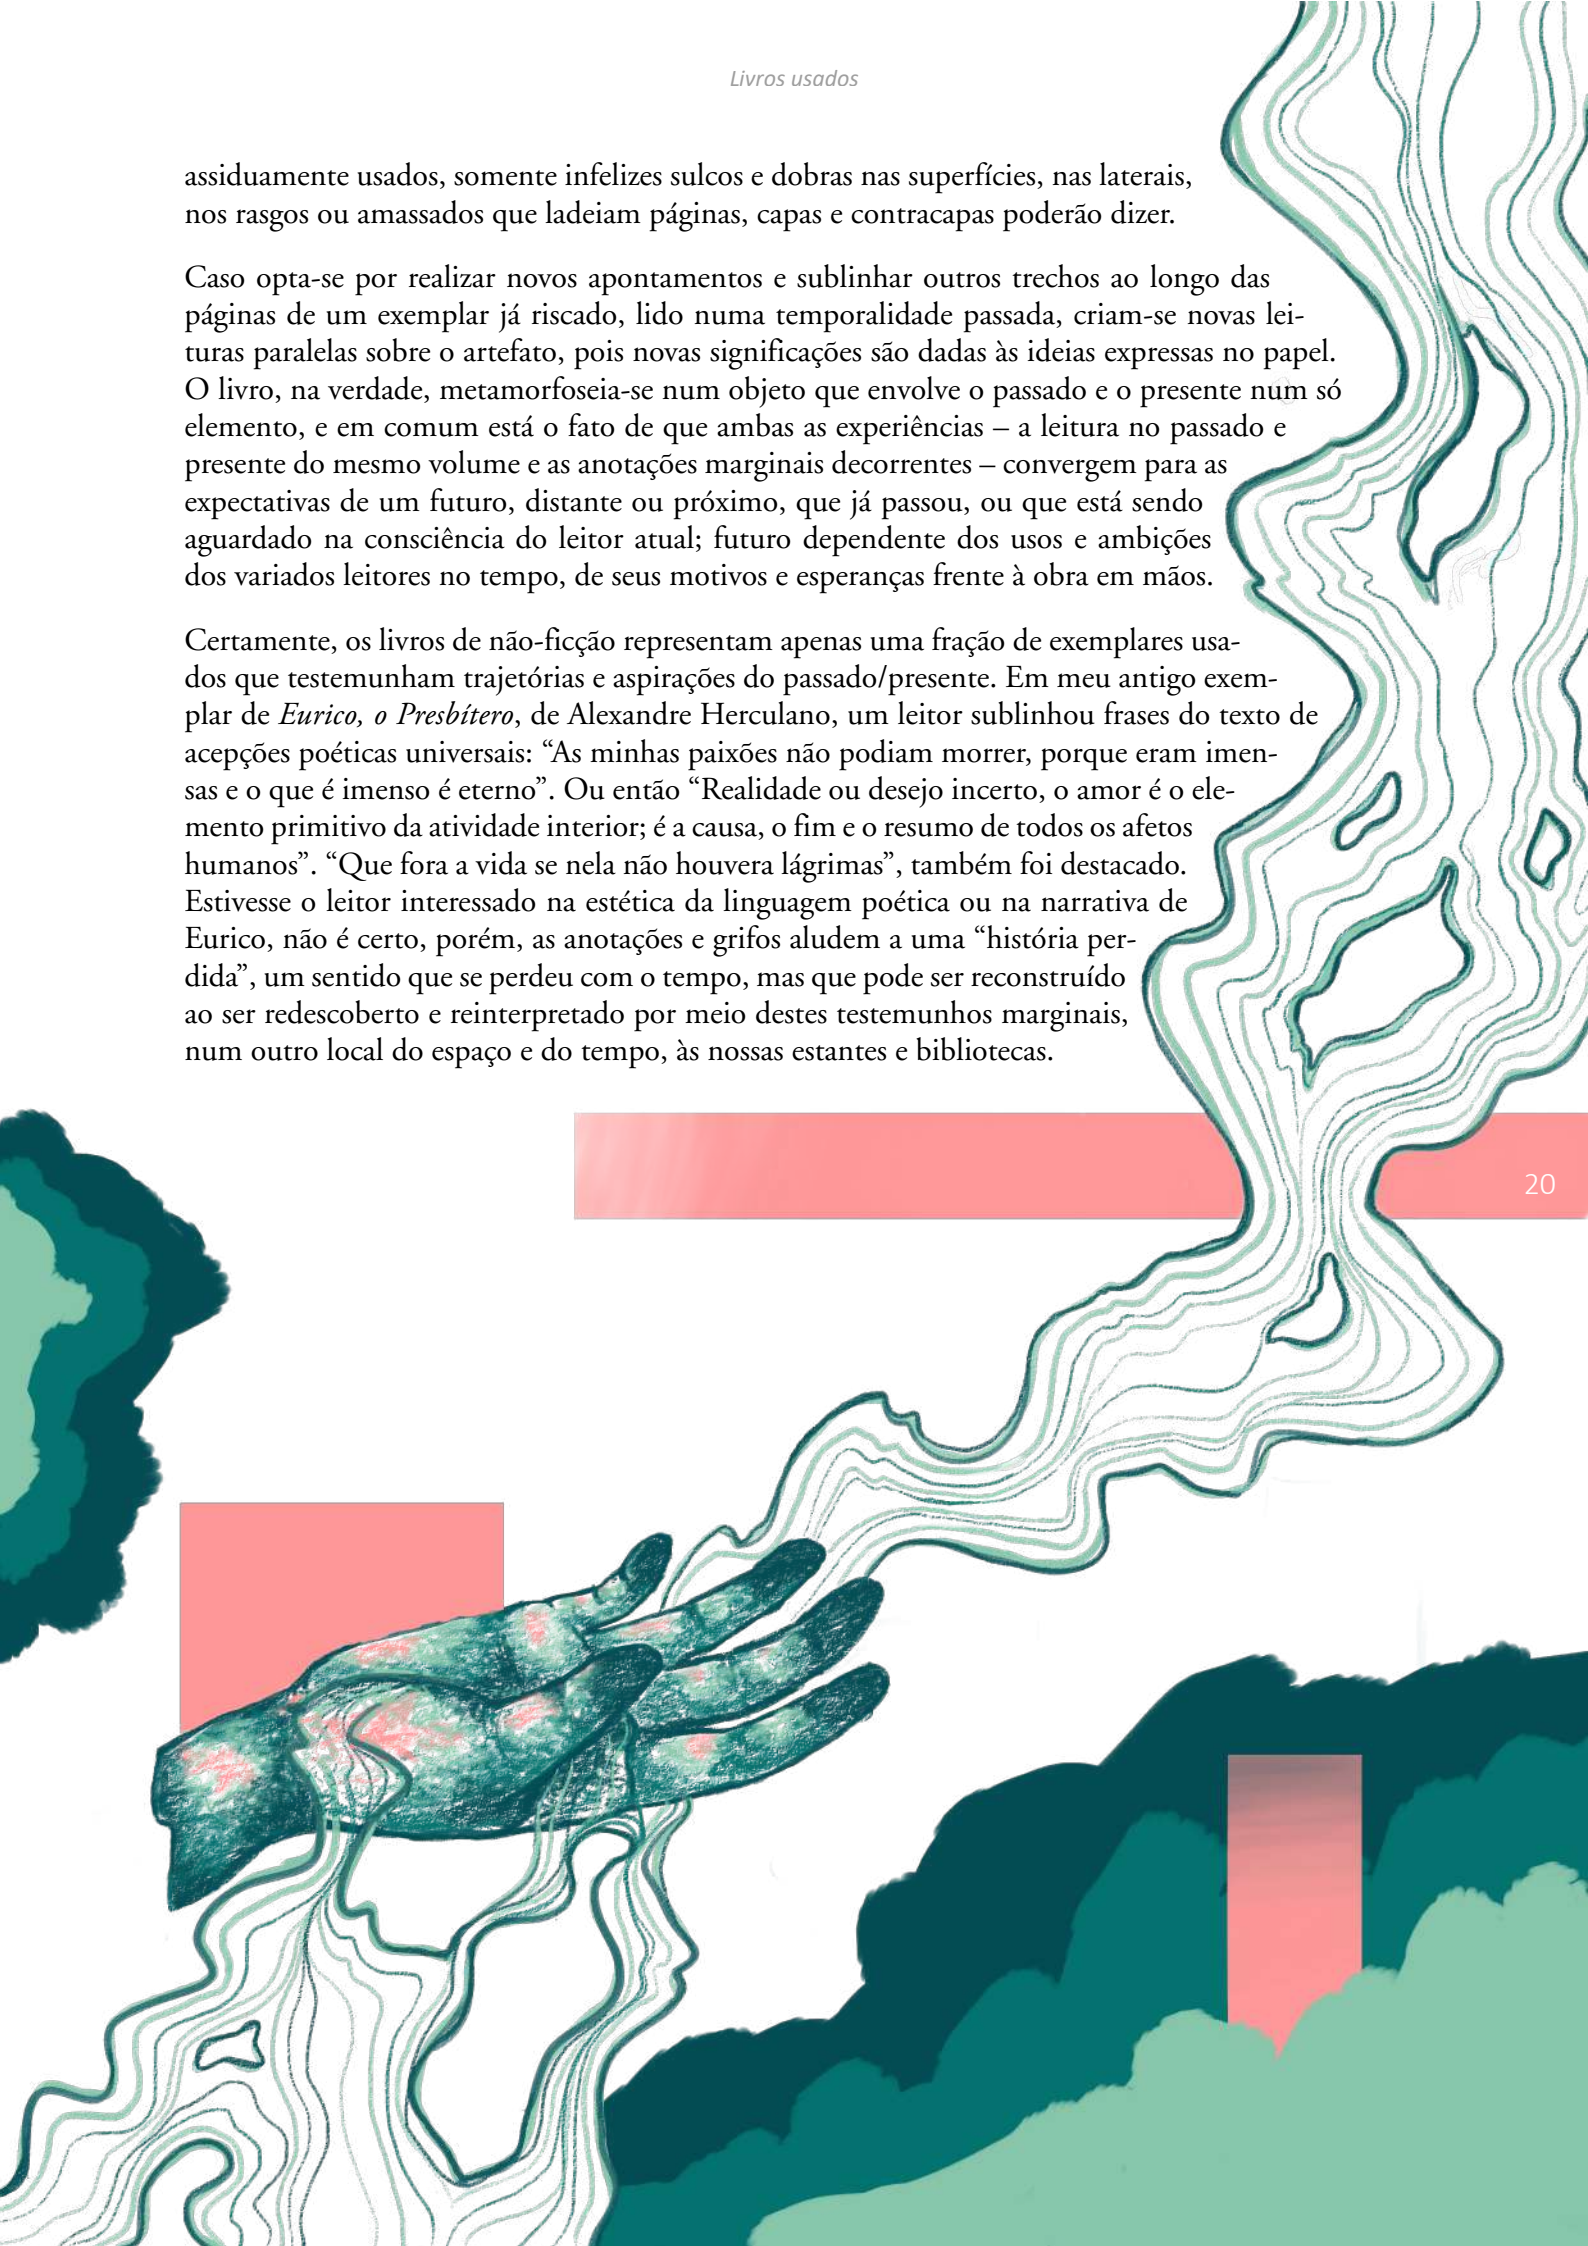 Livros usados
assiduamente usados, somente infelizes sulcos e dobras nas superfícies, nas laterais,
nos rasgos ou amassados que ladeiam páginas, capas e contracapas poderão dizer.
Caso opta-se por realizar novos apontamentos e sublinhar outros trechos ao longo das
páginas de um exemplar já riscado, lido numa temporalidade passada, criam-se novas lei-
turas paralelas sobre o artefato, pois novas significações são dadas às ideias expressas no papel.
O livro, na verdade, metamorfoseia-se num objeto que envolve o passado e o presente num só
elemento, e em comum está o fato de que ambas as experiências – a leitura no passado e
presente do mesmo volume e as anotações marginais decorrentes – convergem para as
expectativas de um futuro, distante ou próximo, que já passou, ou que está sendo
aguardado na consciência do leitor atual; futuro dependente dos usos e ambições
dos variados leitores no tempo, de seus motivos e esperanças frente à obra em mãos.
Certamente, os livros de não-ficção representam apenas uma fração de exemplares usa-
dos que testemunham trajetórias e aspirações do passado/presente. Em meu antigo exem-
plar de Eurico, o Presbítero, de Alexandre Herculano, um leitor sublinhou frases do texto de
acepções poéticas universais: “As minhas paixões não podiam morrer, porque eram imen-
sas e o que é imenso é eterno”. Ou então “Realidade ou desejo incerto, o amor é o ele-
mento primitivo da atividade interior; é a causa, o fim e o resumo de todos os afetos
humanos”. “Que fora a vida se nela não houvera lágrimas”, também foi destacado.
Estivesse o leitor interessado na estética da linguagem poética ou na narrativa de
Eurico, não é certo, porém, as anotações e grifos aludem a uma “história per-
dida”, um sentido que se perdeu com o tempo, mas que pode ser reconstruído
ao ser redescoberto e reinterpretado por meio destes testemunhos marginais,
num outro local do espaço e do tempo, às nossas estantes e bibliotecas.
20